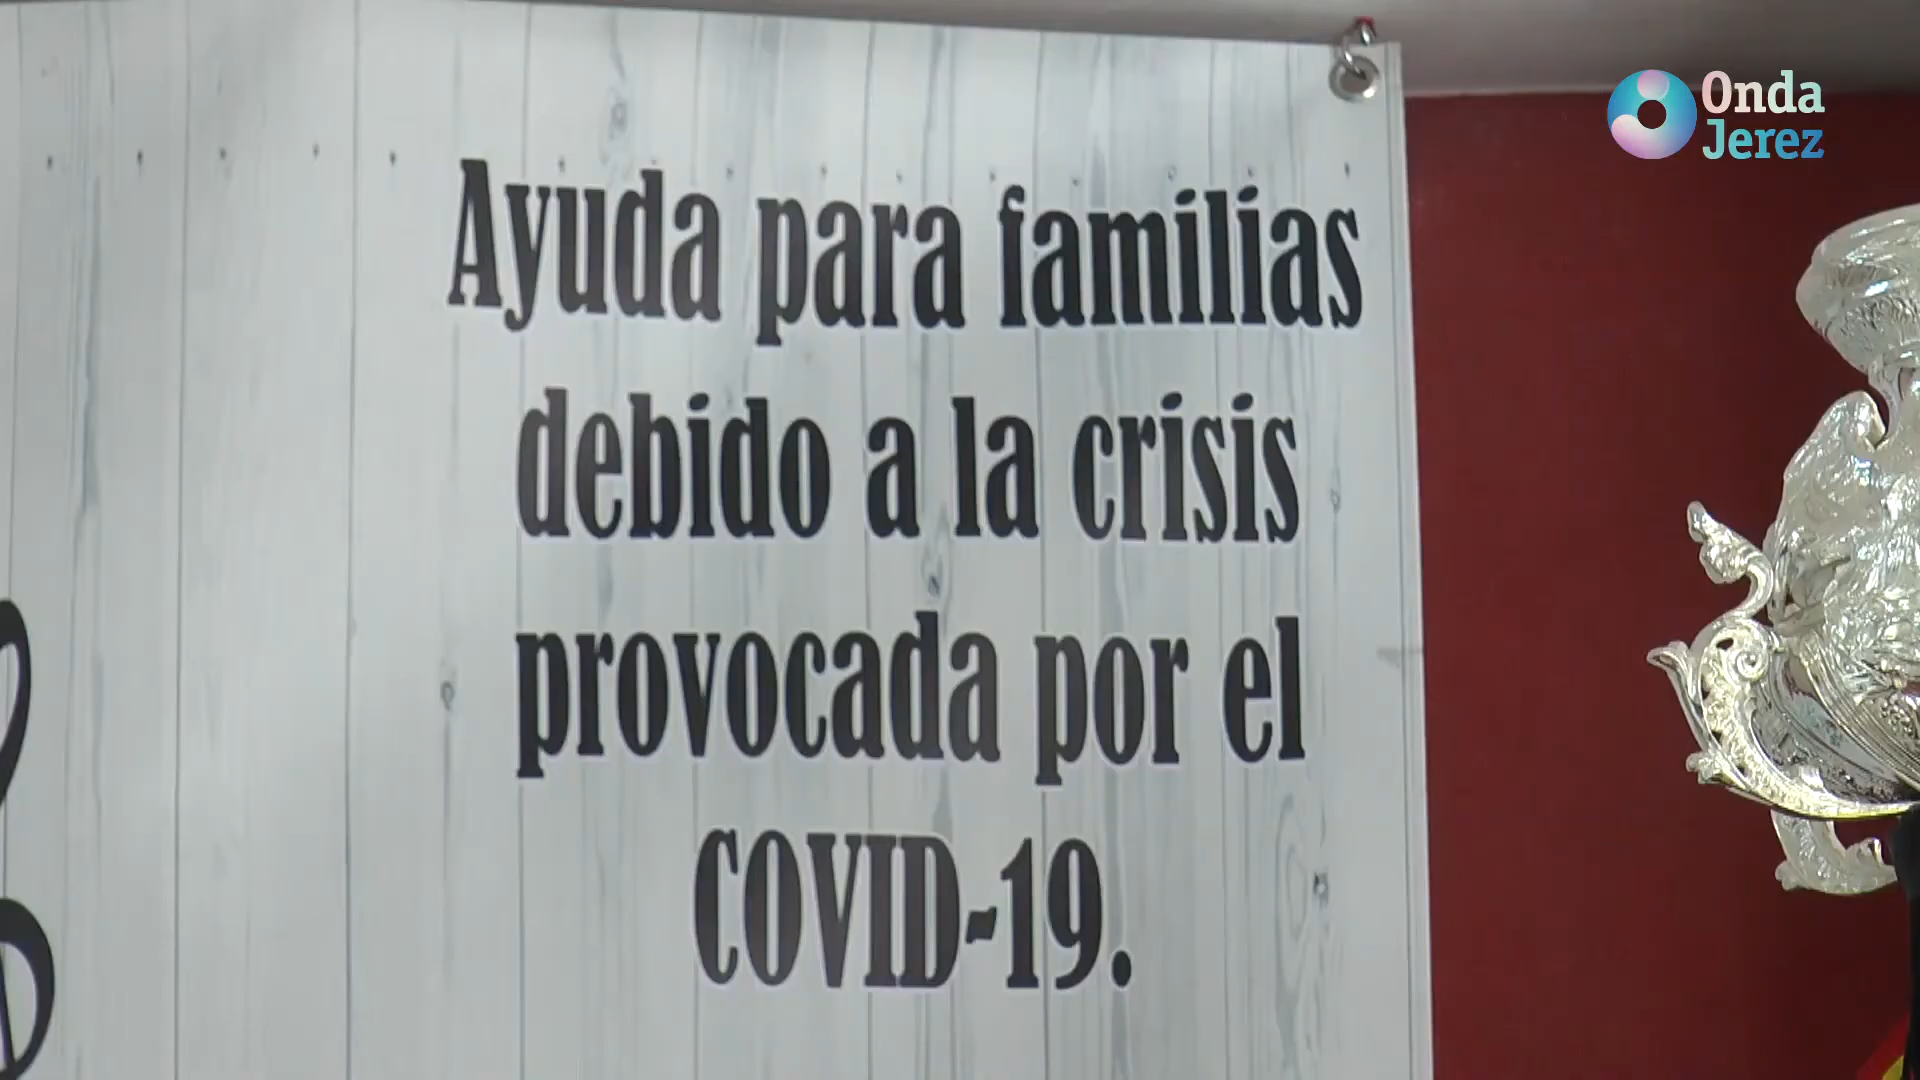 Onda
Jerez
Ayuda para familias
debido a la crisis
provocada por el
COVID-19.